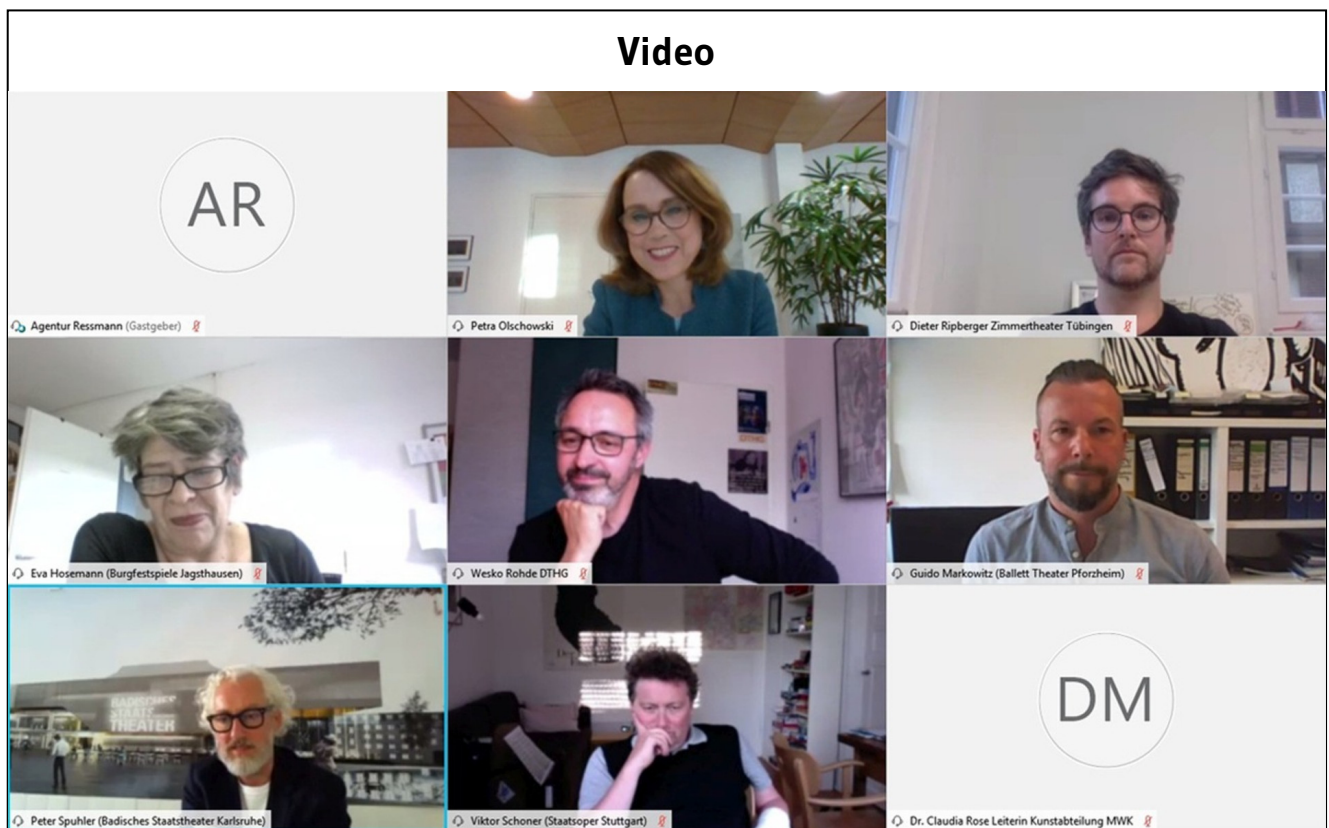 Video
AR
Agentur Ressmann (Gastgeber)
Petra Olschowski
Dieter Ripberger Zimmertheater Tübingen
DTHG
Eva Hosemann (Burgfestspiele Jagsthausen)
Wesko Rohde DTHG
Guido Markowitz (Ballett Theater Pforzheim)
BADISCHES
STAATS
THEATER
DM
Peter Spuhler (Badisches Staatstheater Karlsruhe)
Viktor Schoner (Staatsoper Stuttgart)
Dr. Claudia Rose Leiterin Kunstabteilung MWK